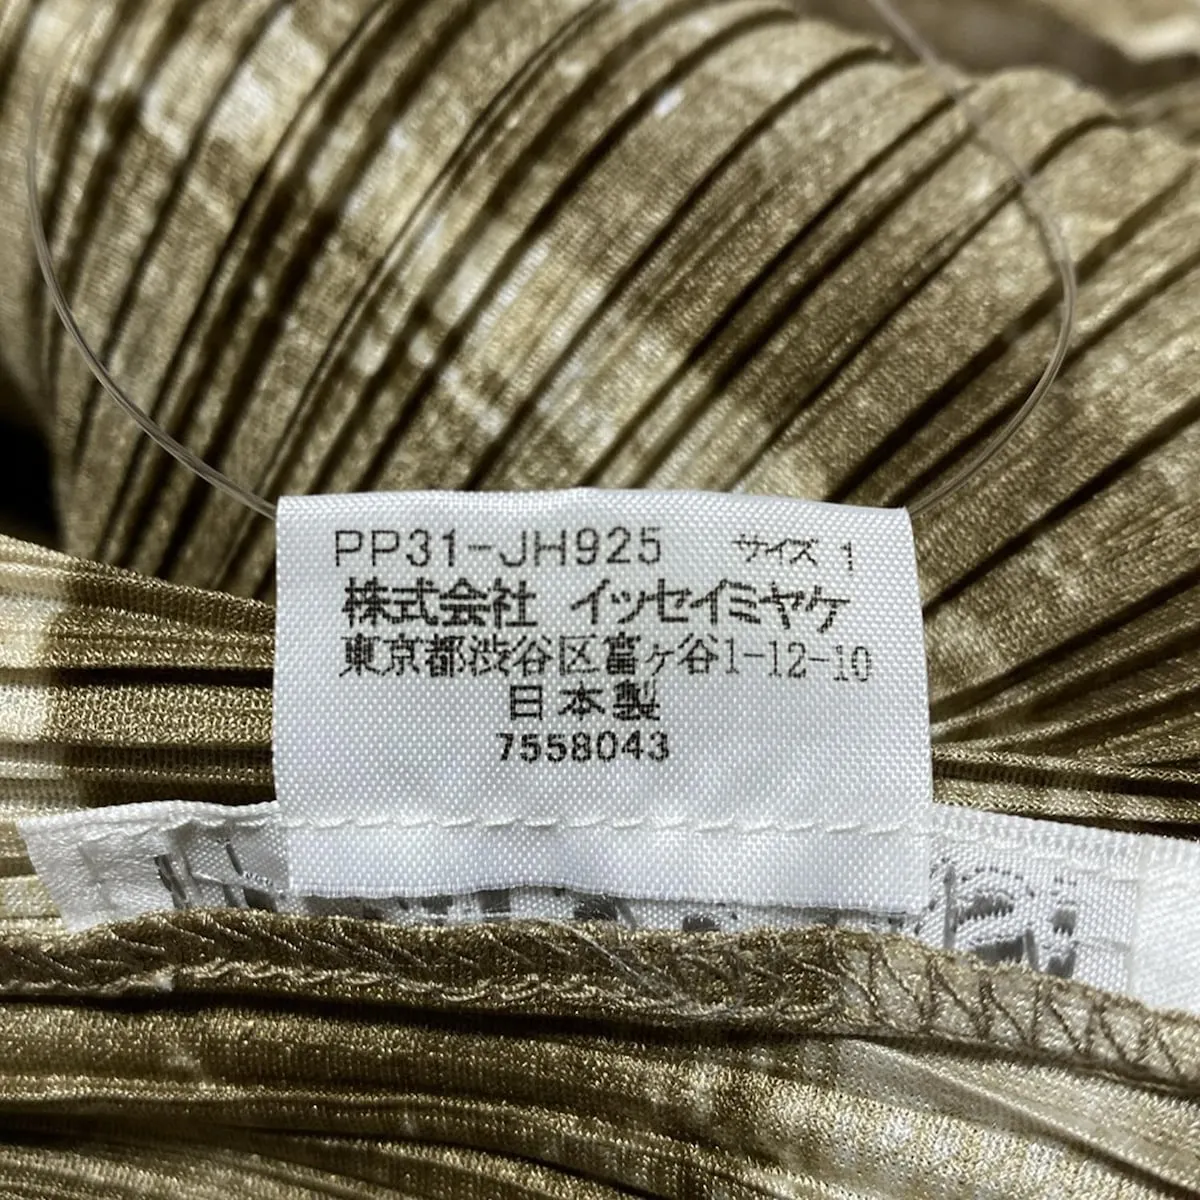 PP31-JH925 サイズ 1
株式会社 イッセイミヤケ
東京都渋谷区富ヶ谷1-12-10
日本製
7558043